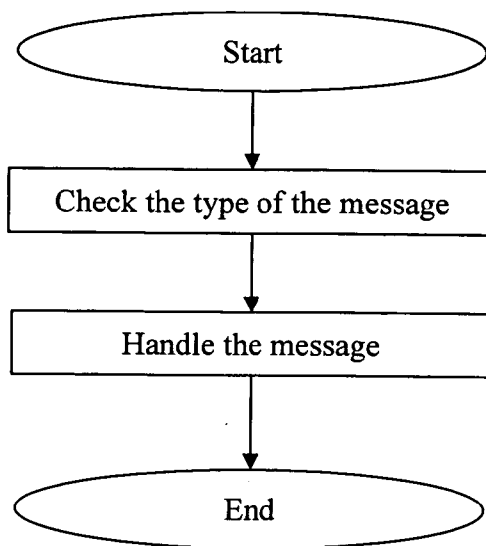 Start
Check the type of the message
Handle the message
End